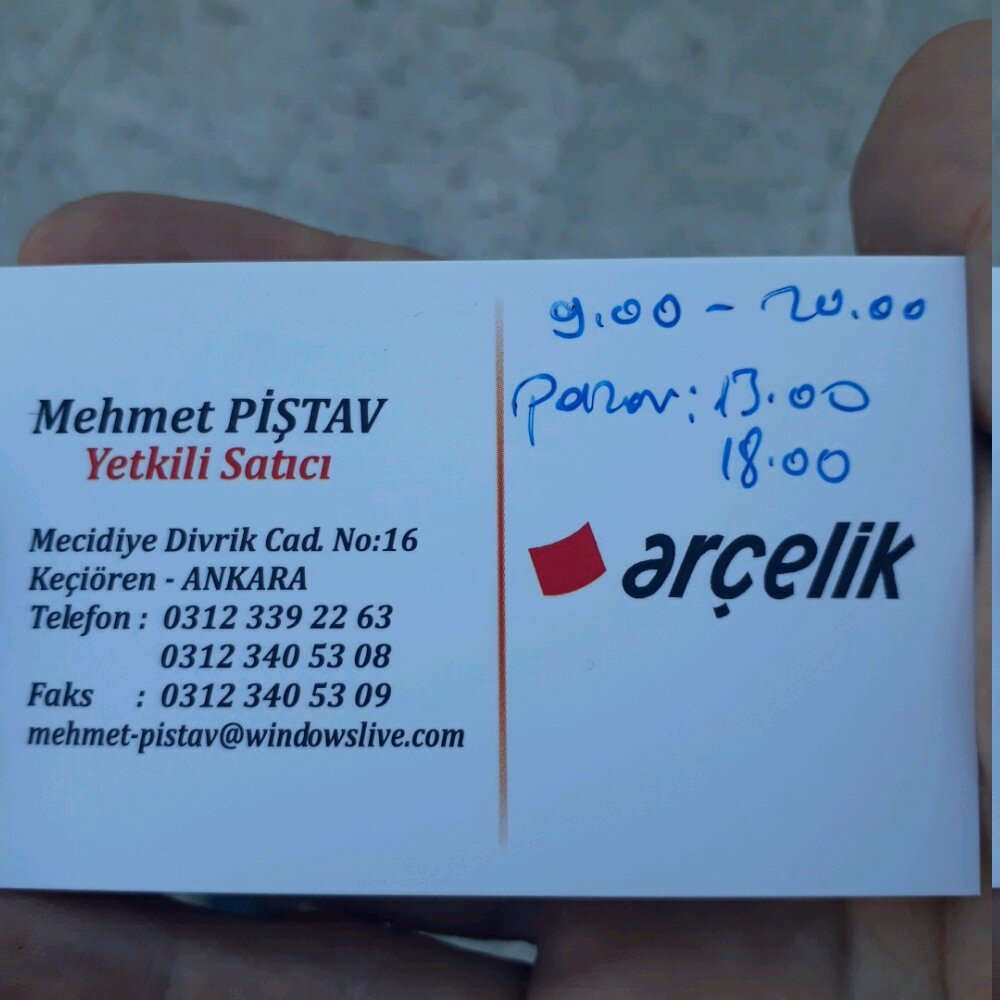 Mehmet PİŞTAV
Yetkili Satıcı
Mecidiye Divrik Cad. No:16
Keçiören - ANKARA
Telefon : 0312 339 22 63
0312 340 53 08
Faks : 0312 340 53 09
mehmet-pistav@windowslive.com
9.00 - 20.00
Pazar: 13.00
18.00
arçelik